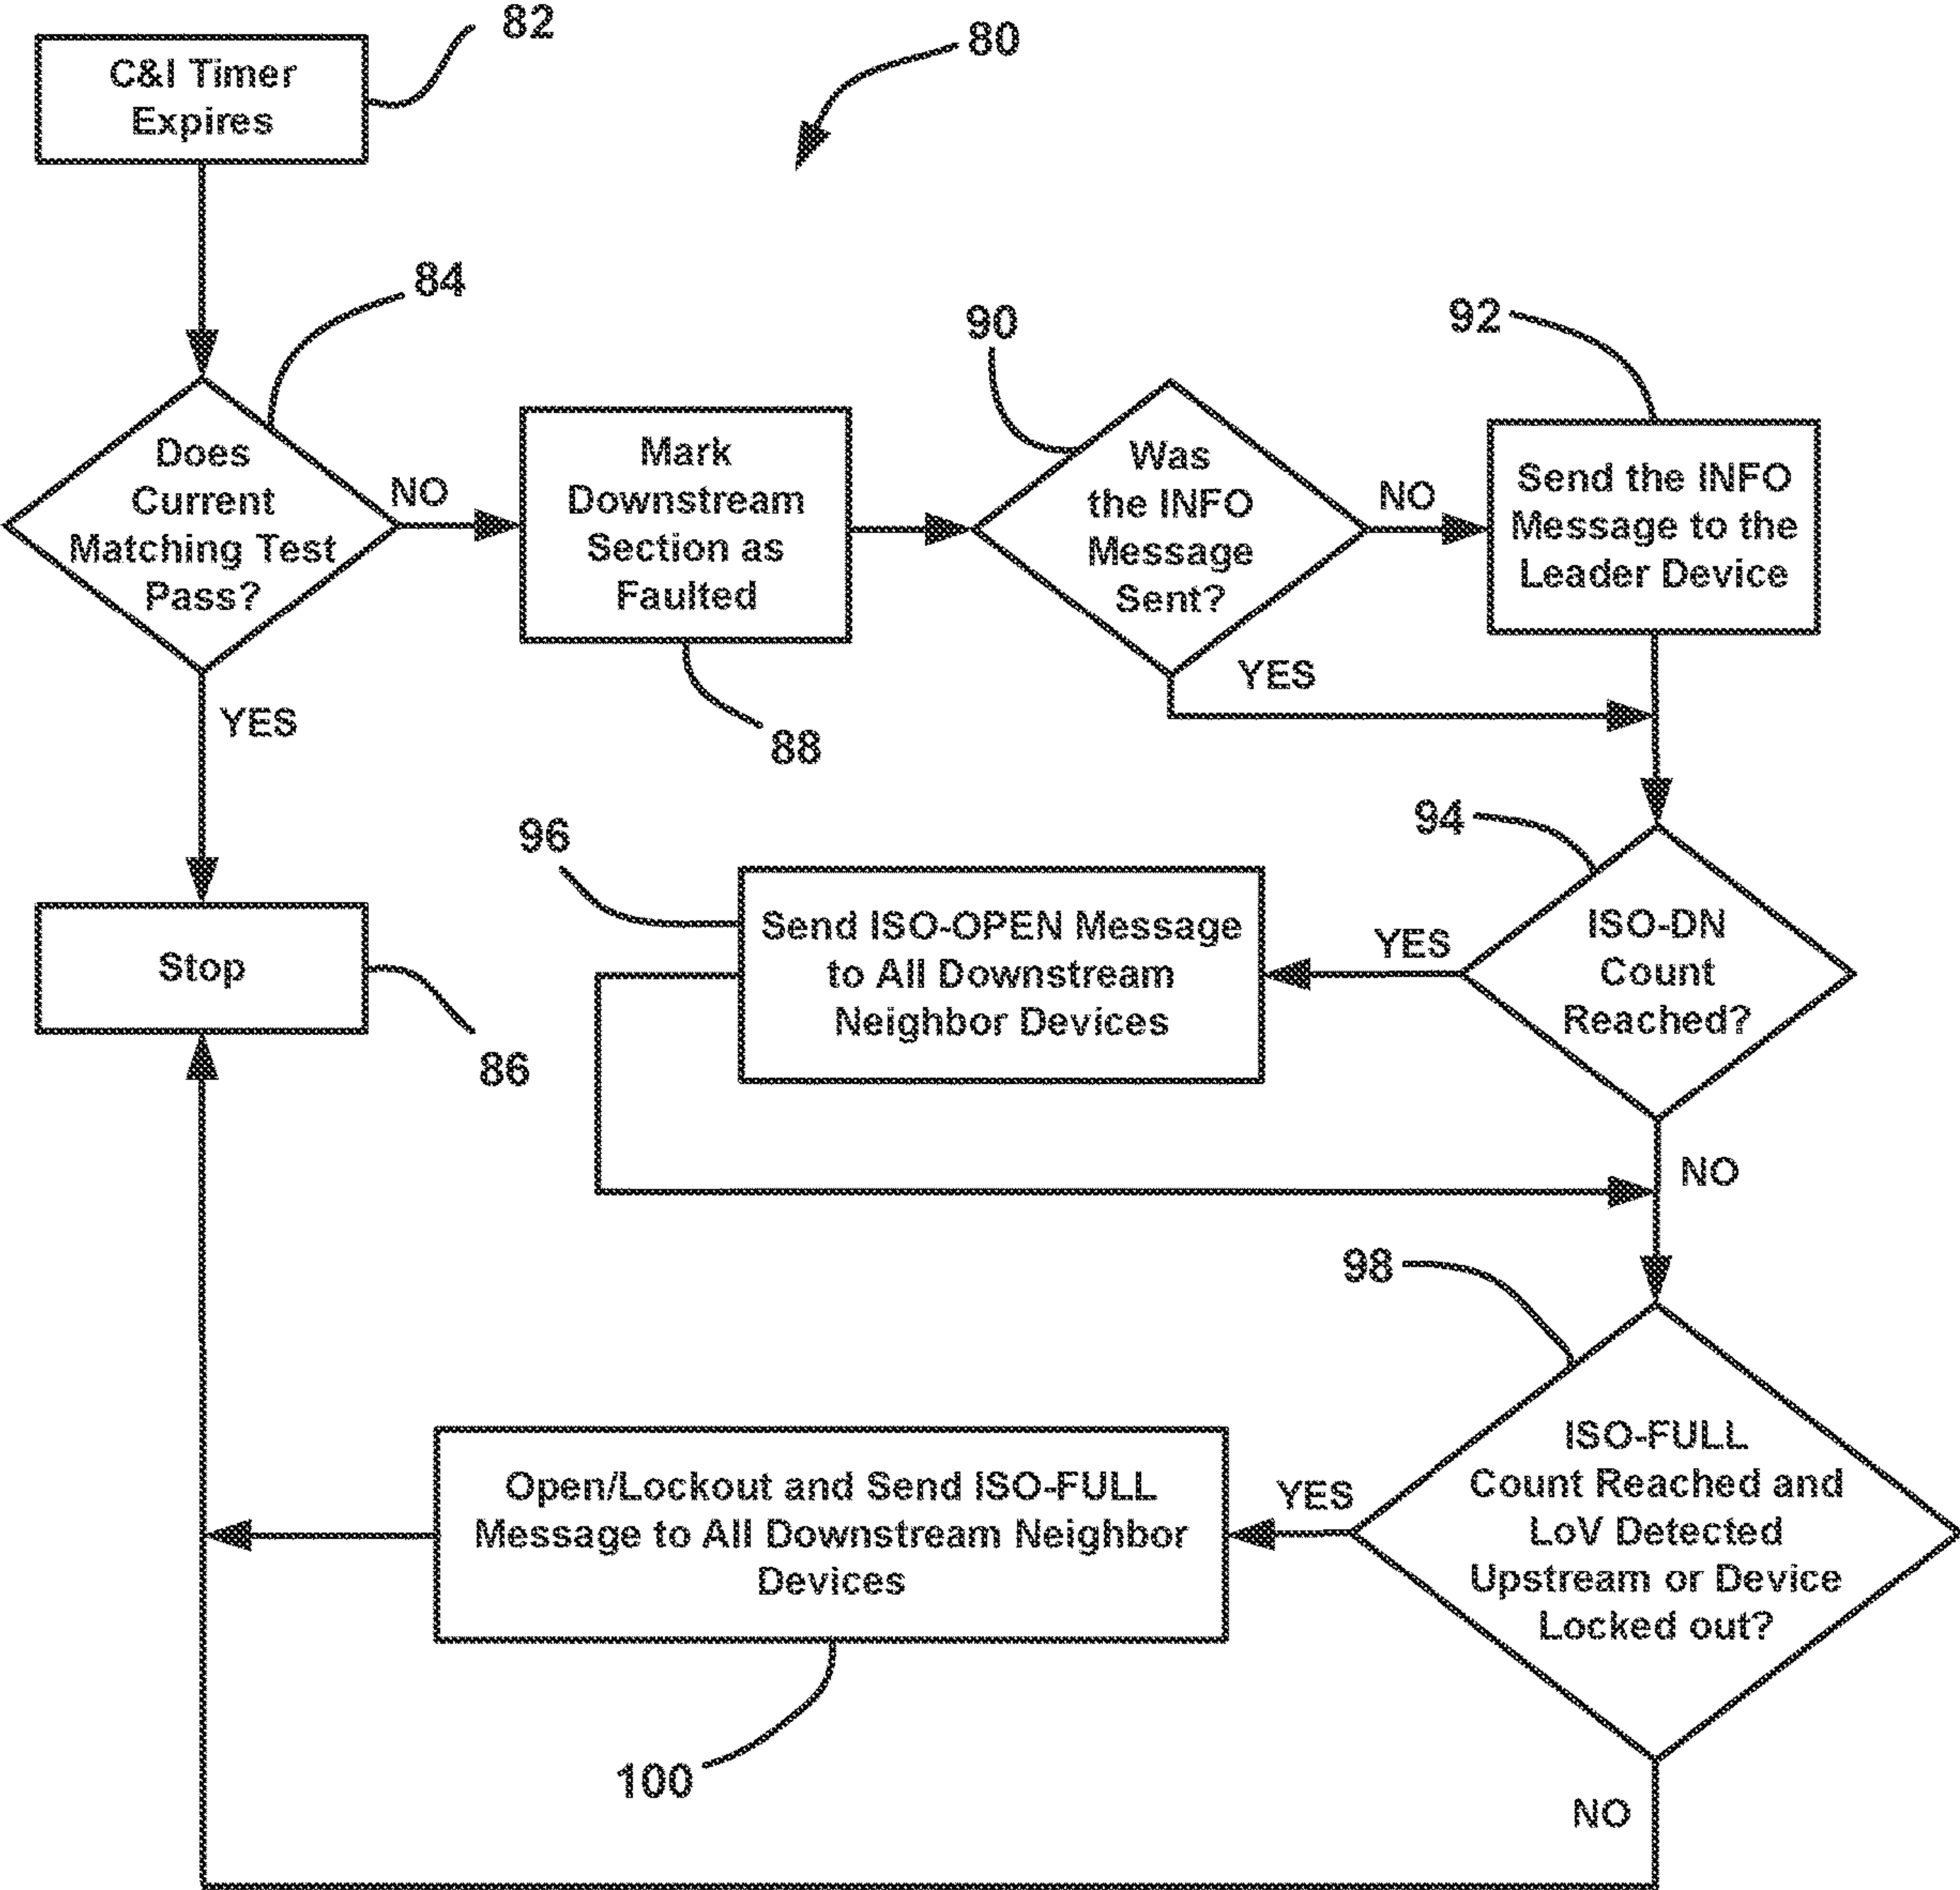 82
80
C&I Timer
Expires
84
90
92
Does
Current
Matching Test
Pass?
NO
Mark
Downstream
Section as
Faulted
Was
the INFO
Message
Sent?
NO
Send the INFO
Message to the
Leader Device
YES
88
YES
96
94
Stop
86
Send ISO-OPEN Message
to All Downstream
Neighbor Devices
YES
ISO-DN
Count
Reached?
NO
98
Open/Lockout and Send ISO-FULL
Message to All Downstream Neighbor
Devices
YES
ISO-FULL
Count Reached and
LoV Detected
Upstream or Device
Locked out?
100
NO